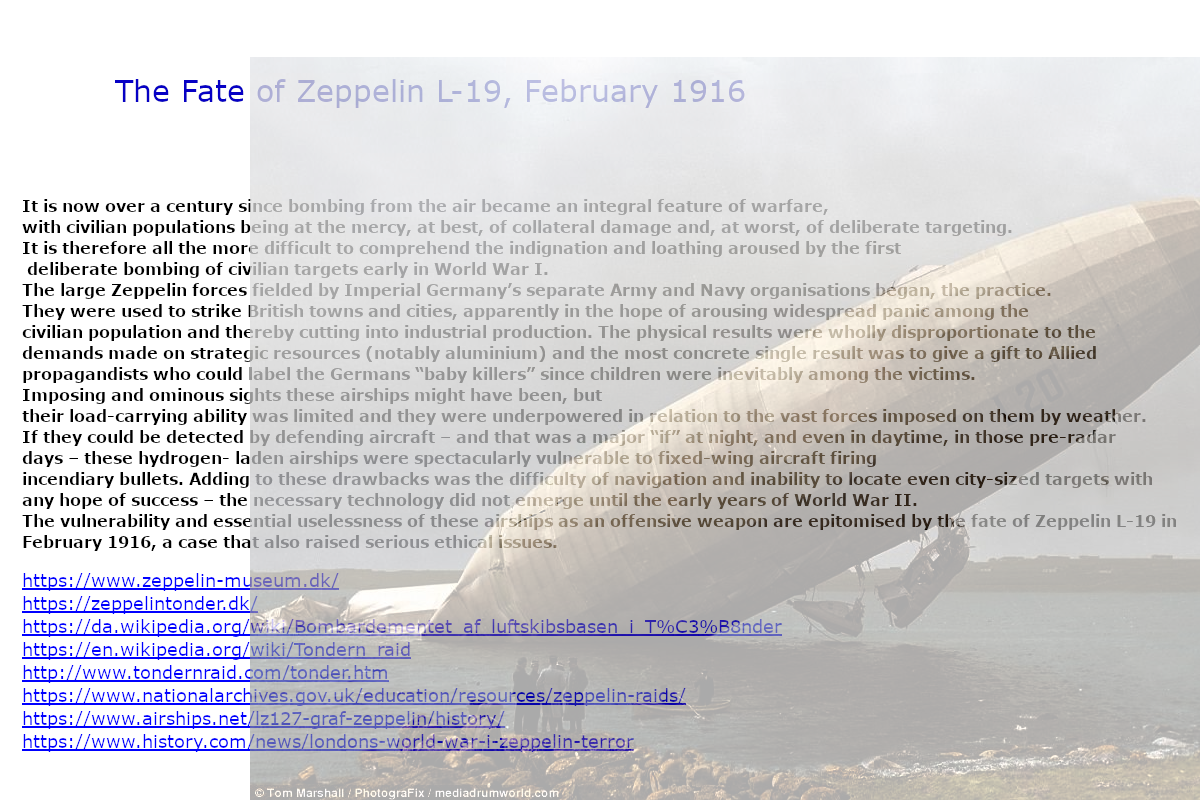 The Fate of Zeppelin L-19, February 1916
It is now over a century since bombing from the air became an integral feature of warfare,
with civilian populations being at the mercy, at best, of collateral damage and, at worst, of deliberate targeting.
It is therefore all the more difficult to comprehend the indignation and loathing aroused by the first
deliberate bombing of civilian targets early in World War I.
The large Zeppelin forces fielded by Imperial Germany’s separate Army and Navy organisations began, the practice.
They were used to strike British towns and cities, apparently in the hope of arousing widespread panic among the
civilian population and thereby cutting into industrial production. The physical results were wholly disproportionate to the
demands made on strategic resources (notably aluminium) and the most concrete single result was to give a gift to Allied
propagandists who could label the Germans “baby killers” since children were inevitably among the victims.
Imposing and ominous sights these airships might have been, but
their load-carrying ability was limited and they were underpowered in relation to the vast forces imposed on them by weather.
If they could be detected by defending aircraft – and that was a major “if” at night, and even in daytime, in those pre-radar
days – these hydrogen- laden airships were spectacularly vulnerable to fixed-wing aircraft firing
incendiary bullets. Adding to these drawbacks was the difficulty of navigation and inability to locate even city-sized targets with
any hope of success – the necessary technology did not emerge until the early years of World War II.
The vulnerability and essential uselessness of these airships as an offensive weapon are epitomised by the fate of Zeppelin L-19 in
February 1916, a case that also raised serious ethical issues.
https://www.zeppelin-museum.dk/
https://zeppelintonder.dk/
https://da.wikipedia.org/wiki/Bombardementet_af_luftskibsbasen_i_T%C3%B8nder
https://en.wikipedia.org/wiki/Tondern_raid
http://www.tondernraid.com/tonder.htm
https://www.nationalarchives.gov.uk/education/resources/zeppelin-raids/
https://www.airships.net/lz127-graf-zeppelin/history/
https://www.history.com/news/londons-world-war-i-zeppelin-terror
L 20
© Tom Marshall / PhotograFix / mediadrumworld.com